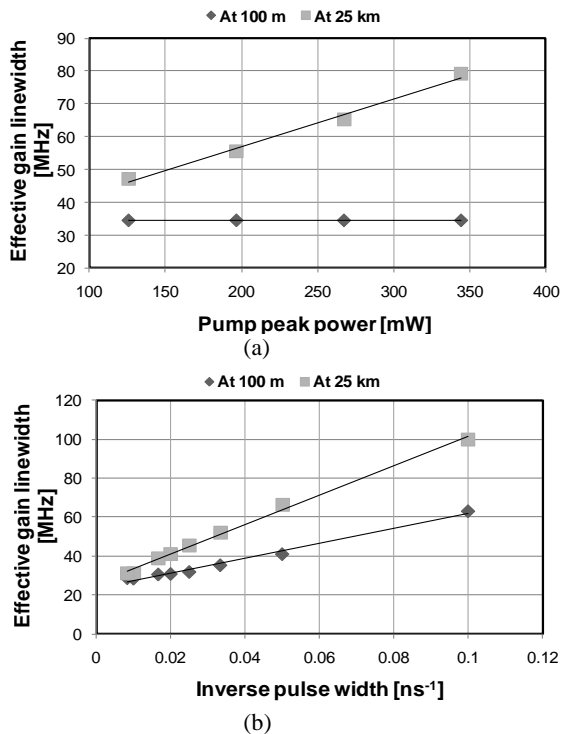 At 100 m At 25 km
Effective gain linewidth
[MHz]
90
80
70
60
50
40
30
20
100 150 200 250 300 350 400
Pump peak power [mW]
(a)
At 100 m At 25 km
Effective gain linewidth
[MHz]
120
100
80
60
40
20
0
0 0.02 0.04 0.06 0.08 0.1 0.12
Inverse pulse width [ns⁻¹]
(b)